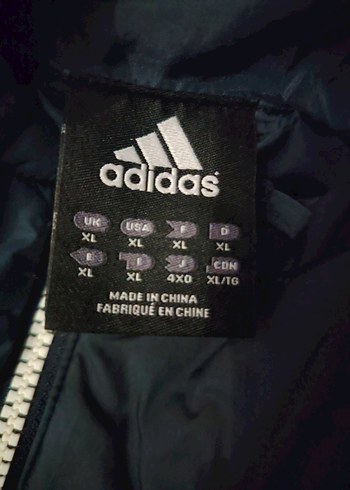 adidas
UK USA F D
XL XL XL XL
E I J CDN
XL XL 4XO XL/TG
MADE IN CHINA
FABRIQUÉ EN CHINE